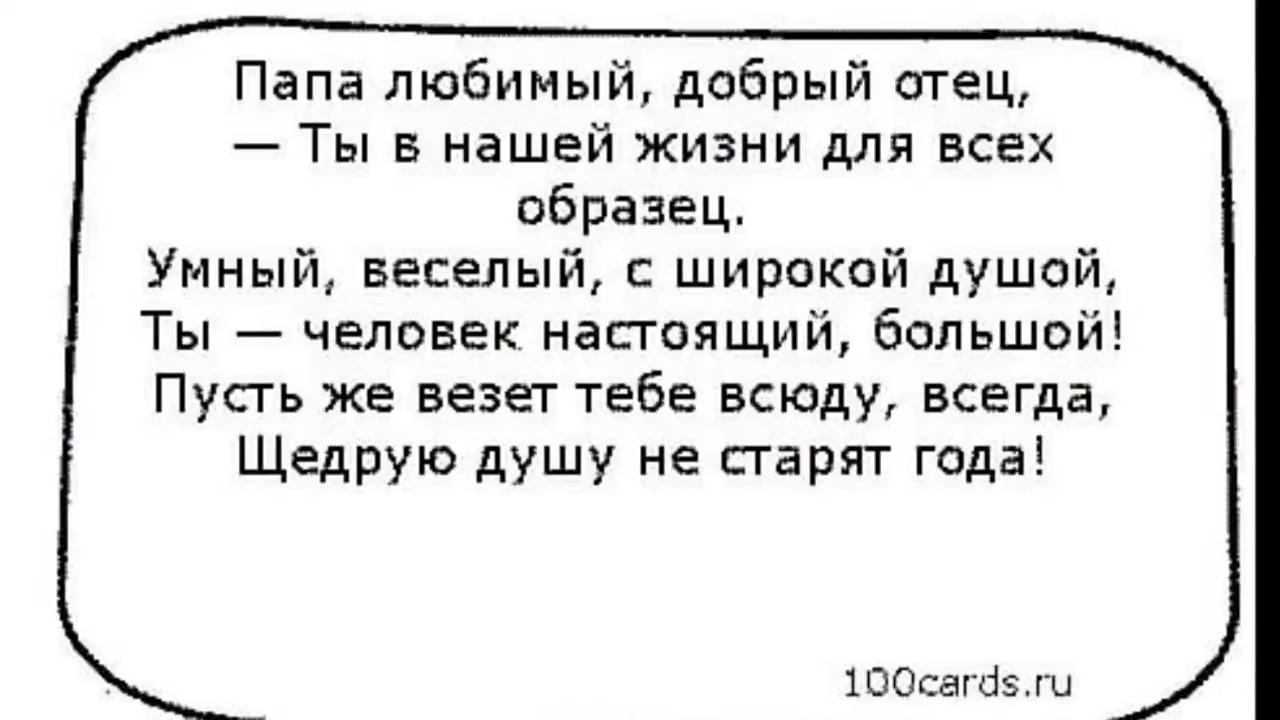 Папа любимый, добрый отец,
— Ты в нашей жизни для всех
образец.
Умный, веселый, с широкой душой,
Ты — человек настоящий, большой!
Пусть же везет тебе всюду, всегда,
Щедрую душу не старят года!
100cards.ru